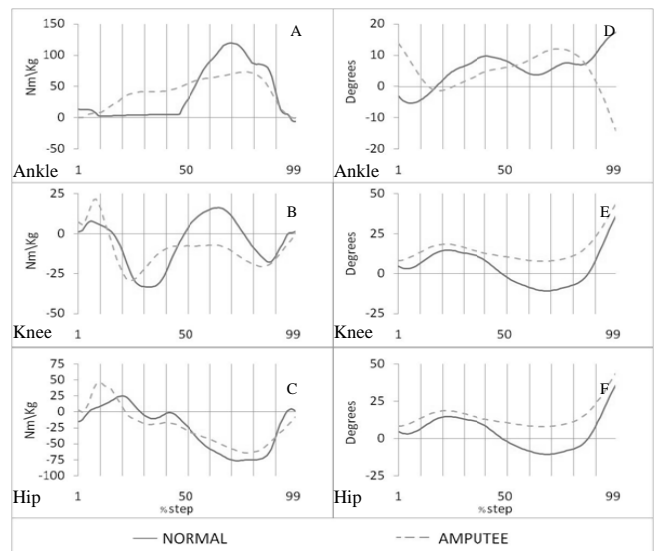 A
150
100
50
0
-50
Nm\Kg
Ankle
1
50
99
D
20
10
0
-10
-20
Degrees
Ankle
1
50
99
B
25
0
-25
-50
Nm\Kg
Knee
1
50
99
E
50
25
0
-25
Degrees
Knee
1
50
99
C
75
50
25
0
-25
-50
-75
-100
Nm\Kg
Hip
1
50
99
%step
F
50
25
0
-25
Degrees
Hip
1
50
99
%step
NORMAL
AMPUTEE